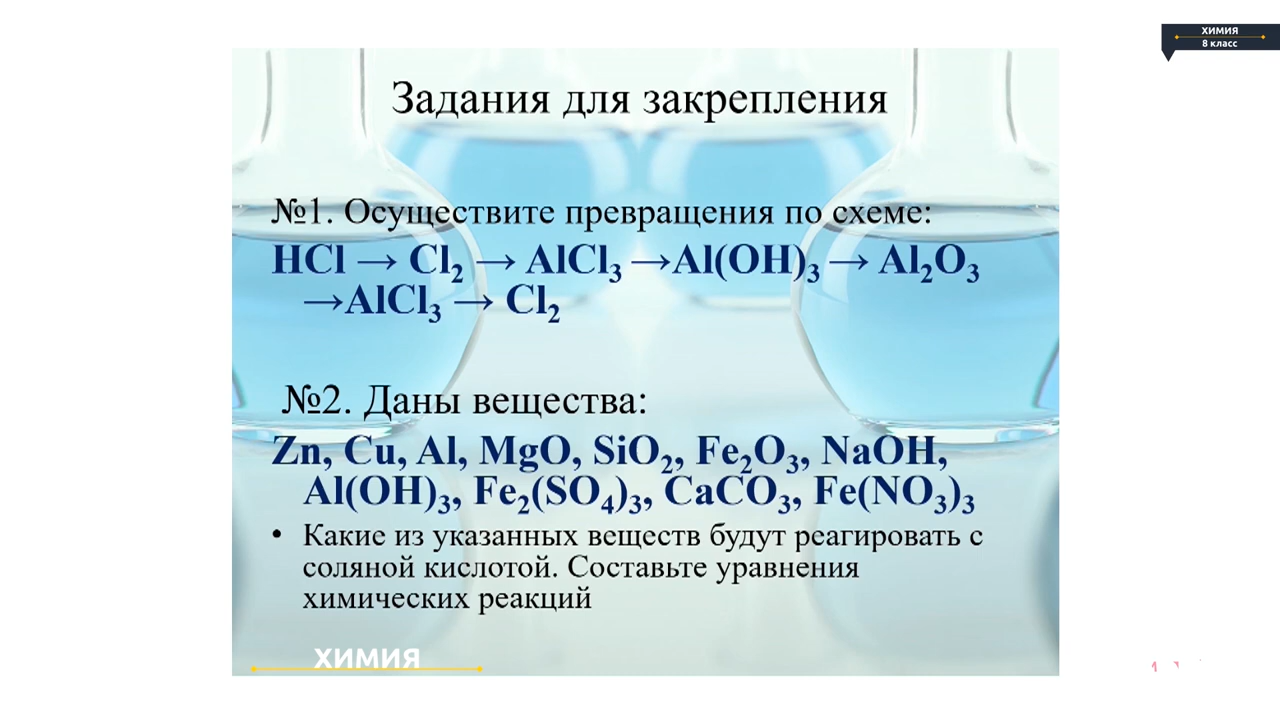 ХИМИЯ
8 класс
Задания для закрепления
№1. Осуществите превращения по схеме:
HCl → Cl₂ → AlCl₃ →Al(OH)₃ → Al₂O₃
→AlCl₃ → Cl₂
№2. Даны вещества:
Zn, Cu, Al, MgO, SiO₂, Fe₂O₃, NaOH,
Al(OH)₃, Fe₂(SO₄)₃, CaCO₃, Fe(NO₃)₃
• Какие из указанных веществ будут реагировать с
соляной кислотой. Составьте уравнения
химических реакций
ХИМИЯ